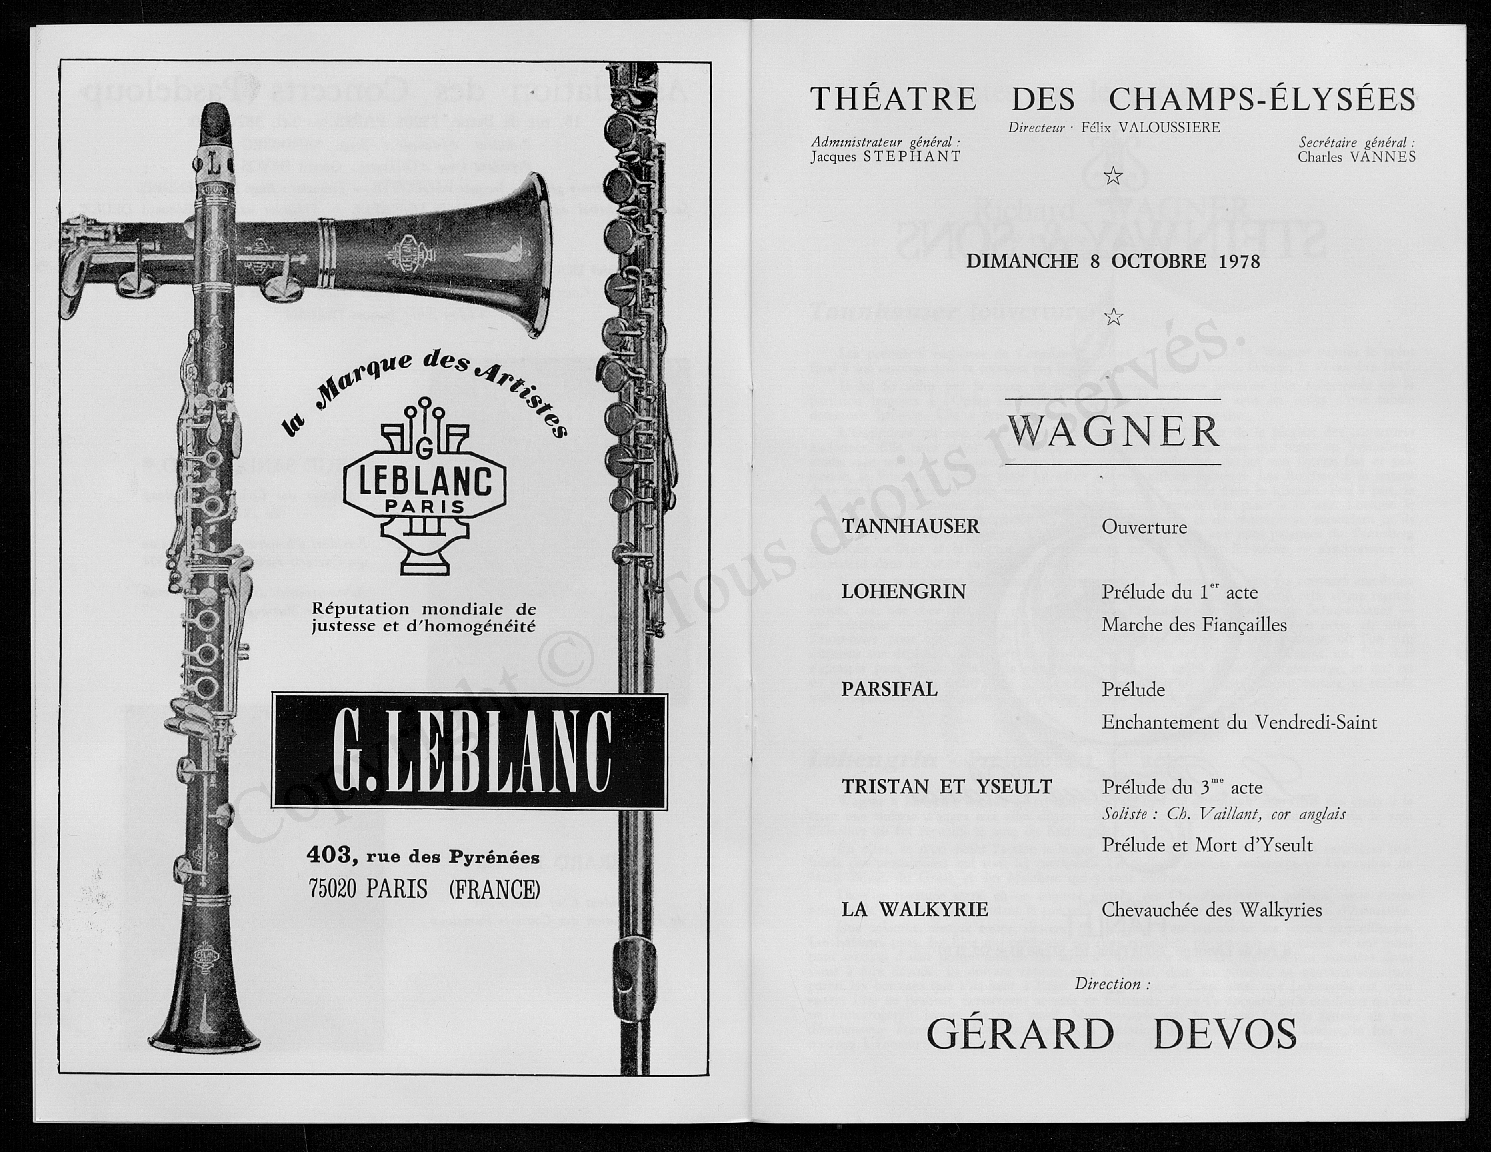 la Marque des Artistes
L
G
LEBLANC
PARIS
Réputation mondiale de
justesse et d'homogénéité
G. LEBLANC
403, rue des Pyrénées
75020 PARIS (FRANCE)
THÉATRE DES CHAMPS-ÉLYSÉES
Directeur · Félix VALOUSSIERE
Administrateur général :
Jacques STEPHANT
Secrétaire général :
Charles VANNES
DIMANCHE 8 OCTOBRE 1978
WAGNER
TANNHAUSER Ouverture
LOHENGRIN Prélude du 1er acte
Marche des Fiançailles
PARSIFAL Prélude
Enchantement du Vendredi-Saint
TRISTAN ET YSEULT Prélude du 3me acte
Soliste : Ch. Vaillant, cor anglais
Prélude et Mort d'Yseult
LA WALKYRIE Chevauchée des Walkyries
Direction :
GÉRARD DEVOS
Copyright © Tous droits réservés.